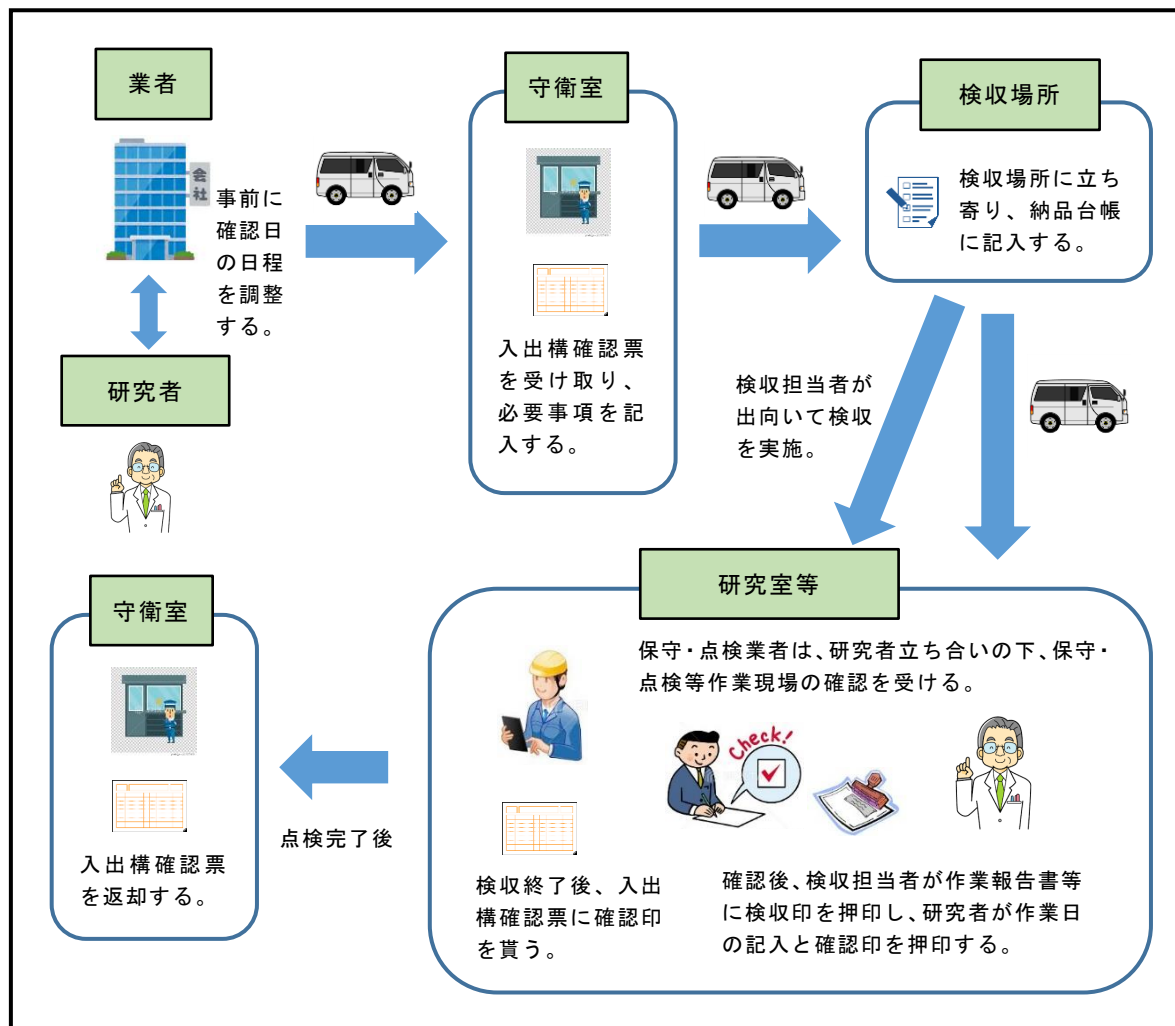 業者
会
社
事前に
確認日
の日程
を調整
する。
研究者
守衛室
入出構確認票
を受け取り、
必要事項を記
入する。
検収場所
検収場所に立ち
寄り、納品台帳
に記入する。
検収担当者が
出向いて検収
を実施。
研究室等
保守・点検業者は、研究者立ち合いの下、保守・
点検等作業現場の確認を受ける。
Check!
検収終了後、入出
構確認票に確認印
を貰う。
確認後、検収担当者が作業報告書等
に検収印を押印し、研究者が作業日
の記入と確認印を押印する。
点検完了後
守衛室
入出構確認票
を返却する。